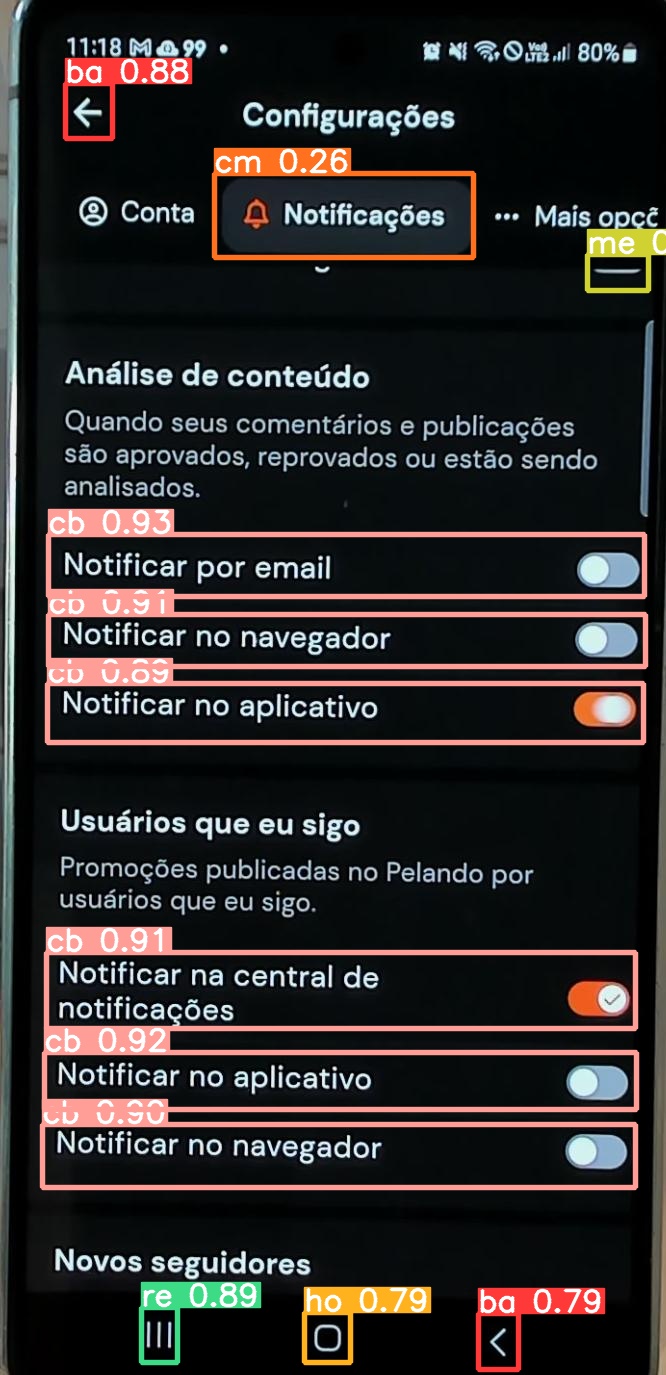 11:18 99
80%
ba 0.88
Configurações
cm 0.26
Conta Notificações ... Mais opçõ
me 0
Análise de conteúdo
Quando seus comentários e publicações
são aprovados, reprovados ou estão sendo
analisados.
cb 0.93
Notificar por email
cb 0.91
Notificar no navegador
cb 0.89
Notificar no aplicativo
Usuários que eu sigo
Promoções publicadas no Pelando por
usuários que eu sigo.
cb 0.91
Notificar na central de
notificações
cb 0.92
Notificar no aplicativo
cb 0.90
Notificar no navegador
Novos seguidores
re 0.89 ho 0.79 ba 0.79